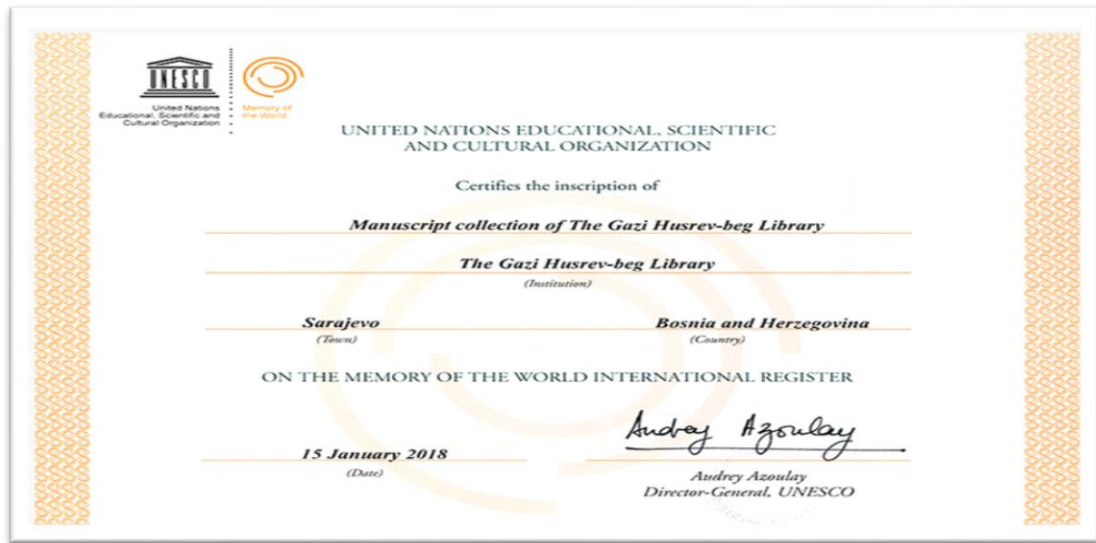 UNESCO
United Nations
Educational, Scientific and
Cultural Organization
Memory of
the World
UNITED NATIONS EDUCATIONAL, SCIENTIFIC
AND CULTURAL ORGANIZATION
Certifies the inscription of
Manuscript collection of The Gazi Husrev-beg Library
The Gazi Husrev-beg Library
(Institution)
Sarajevo
(Town)
Bosnia and Herzegovina
(Country)
ON THE MEMORY OF THE WORLD INTERNATIONAL REGISTER
15 January 2018
(Date)
Audrey Azoulay
Audrey Azoulay
Director-General, UNESCO